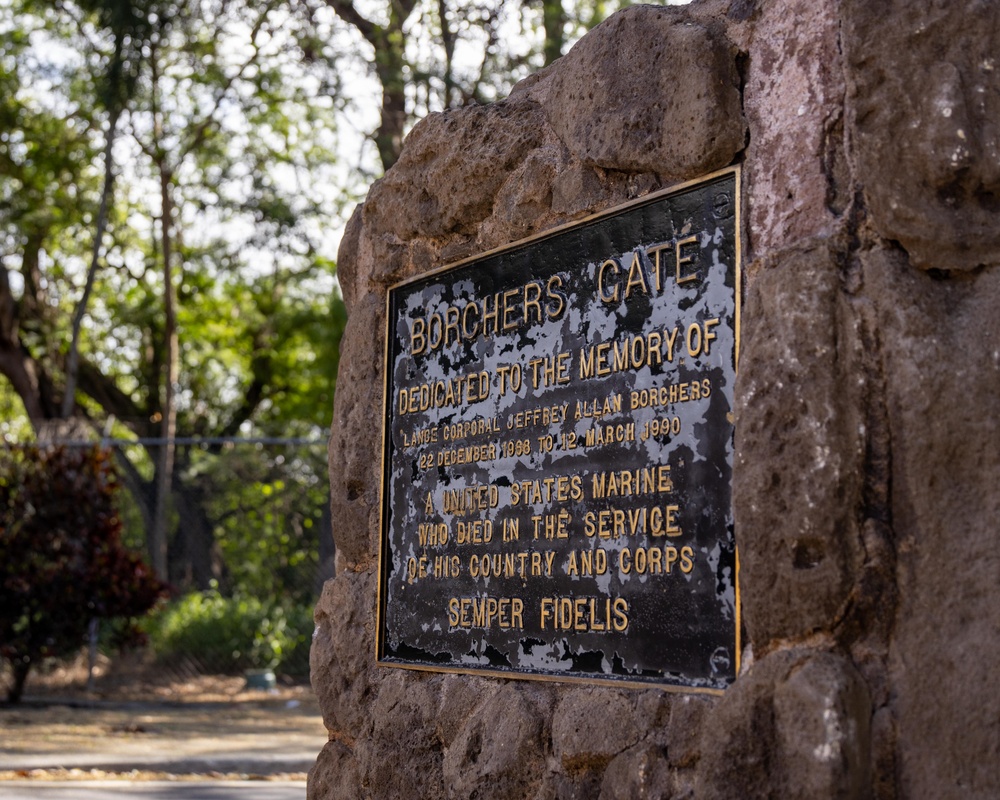 BORCHERS GATE
DEDICATED TO THE MEMORY OF
LANCE CORPORAL JEFFREY ALLAN BORCHERS
22 DECEMBER 1968 TO 12 MARCH 1990
A UNITED STATES MARINE
WHO DIED IN THE SERVICE
OF HIS COUNTRY AND CORPS
SEMPER FIDELIS